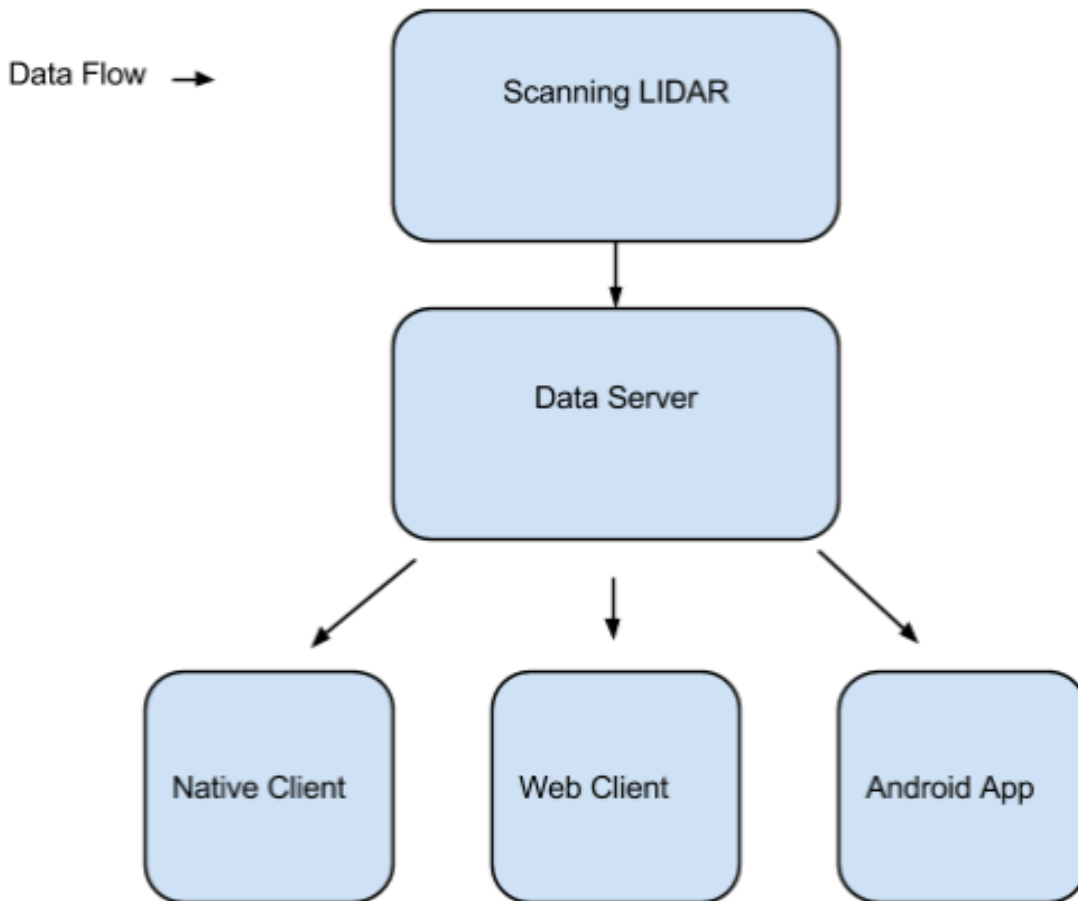 Data Flow
Scanning LIDAR
Data Server
Native Client
Web Client
Android App